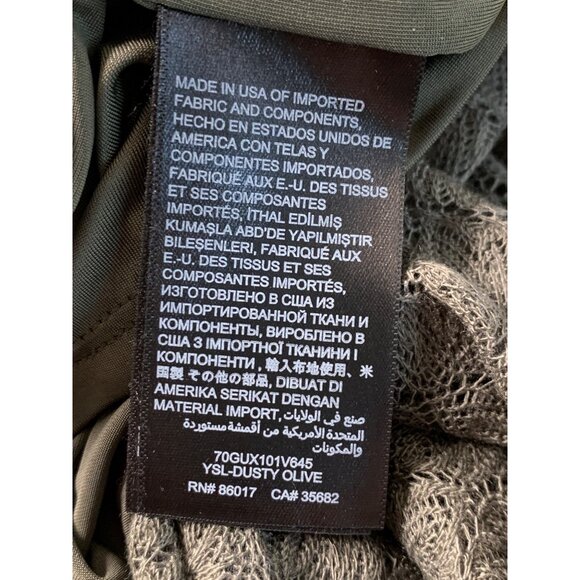 MADE IN USA OF IMPORTED
FABRIC AND COMPONENTS,
HECHO EN ESTADOS UNIDOS DE
AMERICA CON TELAS Y
COMPONENTES IMPORTADOS,
FABRIQUÉ AUX E.-U. DES TISSUS
ET SES COMPOSANTES
IMPORTÉS, İTHAL EDİLMİŞ
KUMAŞLA ABD'DE YAPILMIŞTIR
BILEŞENLERI, FABRIQUÉ AUX
E.-U. DES TISSUS ET SES
COMPOSANTES IMPORTÉS,
ИЗГОТОВЛЕНО В США ИЗ
ИМПОРТИРОВАННОЙ ТКАНИ И
КОМПОНЕНТЫ, ВИРОБЛЕНО В
США З ІМПОРТНОЇ ТКАНИНИ І
КОМПОНЕНТИ , 輸入布地使用、米
国製 その他の部品, DIBUAT DI
AMERIKA SERIKAT DENGAN
MATERIAL IMPORT, صنع في الولايات
المتحدة الأمريكية من أقمشة مستوردة
والمكونات
70GUX101V645
YSL-DUSTY OLIVE
RN# 86017 CA# 35682